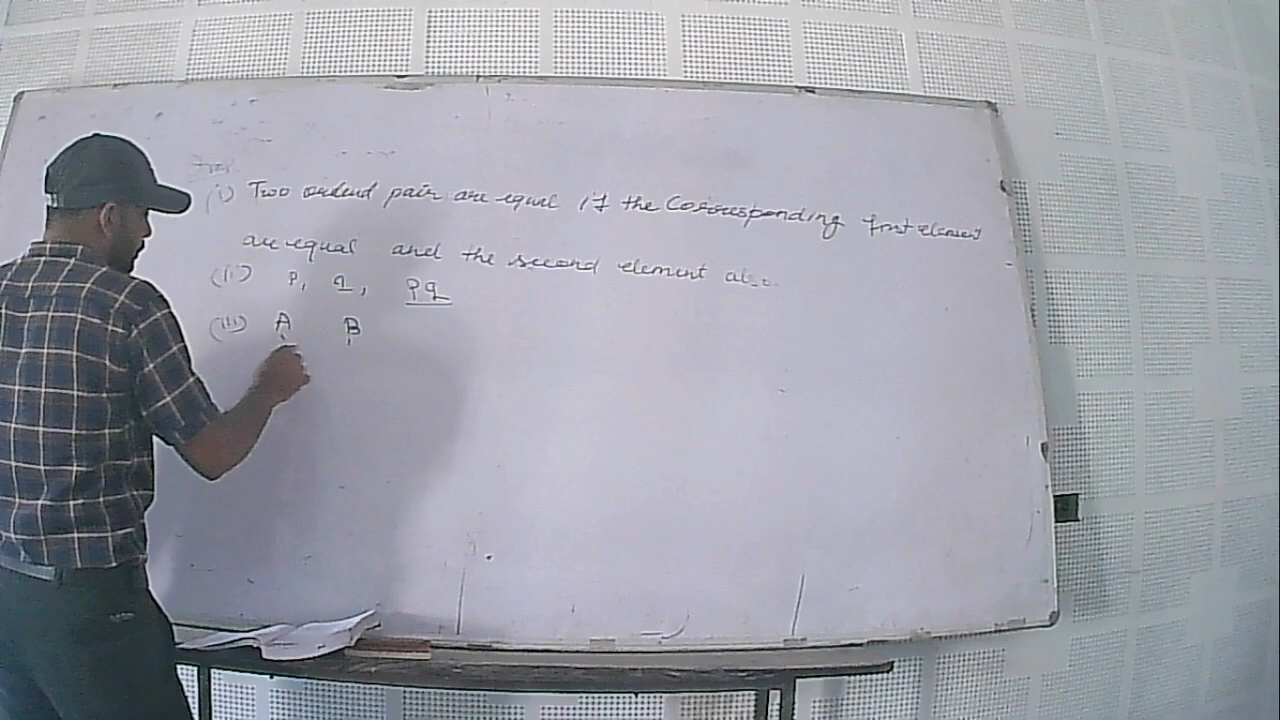 (i) Two ordered pair are equal if the Corresponding first element
are equal and the second element also.
(ii) P, q, pq
(iii) A B